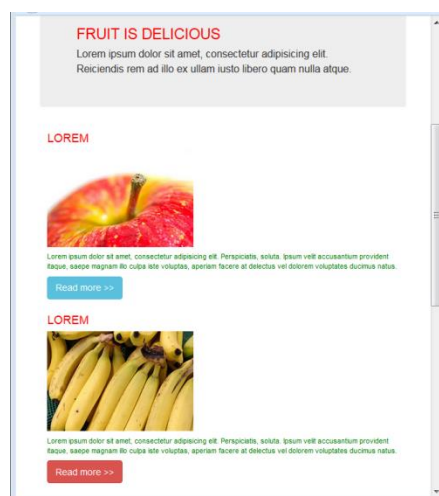 FRUIT IS DELICIOUS
Lorem ipsum dolor sit amet, consectetur adipisicing elit.
Reiciendis rem ad illo ex ullam iusto libero quam nulla atque.
LOREM
Lorem ipsum dolor sit amet, consectetur adipisicing elit. Perspiciatis, soluta. Ipsum velit accusantium provident
itaque, saepe magnam illo culpa iste voluptas, aperiam facere at delectus vel dolorem voluptates ducimus natus.
Read more >>
LOREM
Lorem ipsum dolor sit amet, consectetur adipisicing elit. Perspiciatis, soluta. Ipsum velit accusantium provident
itaque, saepe magnam illo culpa iste voluptas, aperiam facere at delectus vel dolorem voluptates ducimus natus.
Read more >>